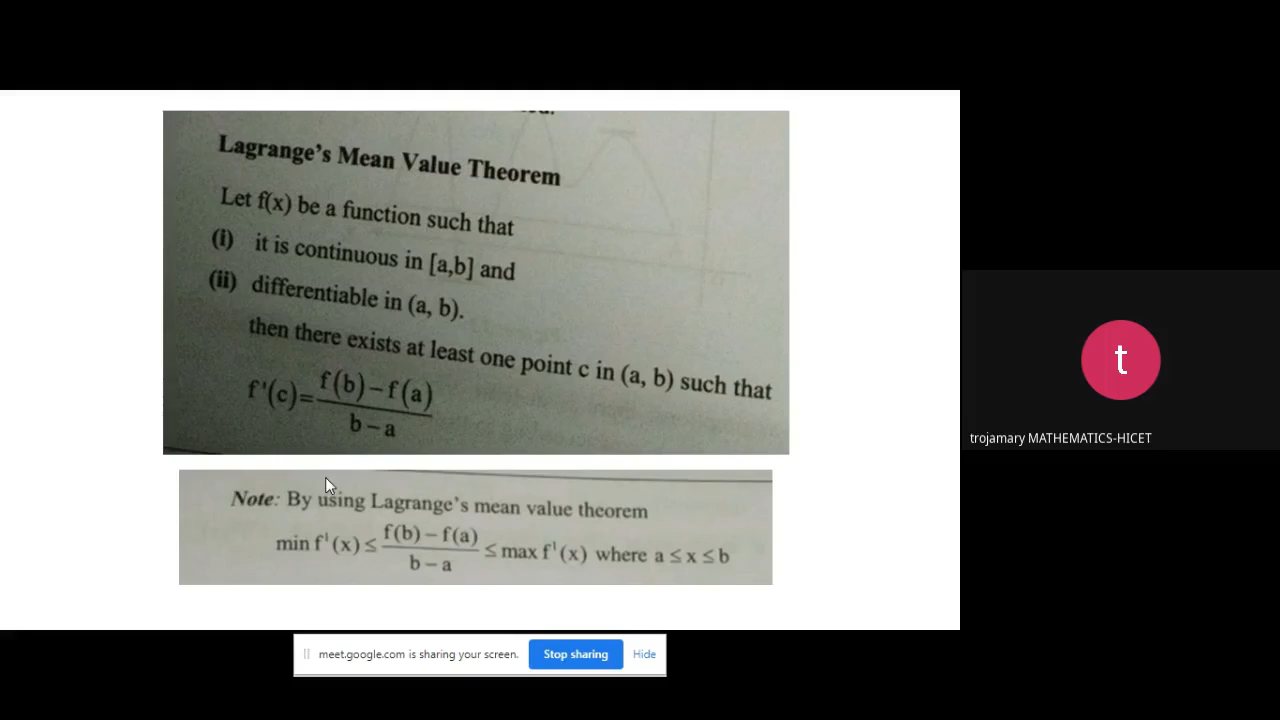 Lagrange's Mean Value Theorem
Let f(x) be a function such that
(i) it is continuous in [a,b] and
(ii) differentiable in (a, b).
then there exists at least one point c in (a, b) such that
f'(c)=f(b)−f(a)
b−a
Note: By using Lagrange's mean value theorem
min f'(x) ≤ f(b)−f(a) ≤ max f'(x) where a ≤ x ≤ b
b−a
t
trojamary MATHEMATICS-HICET
meet.google.com is sharing your screen. Stop sharing Hide